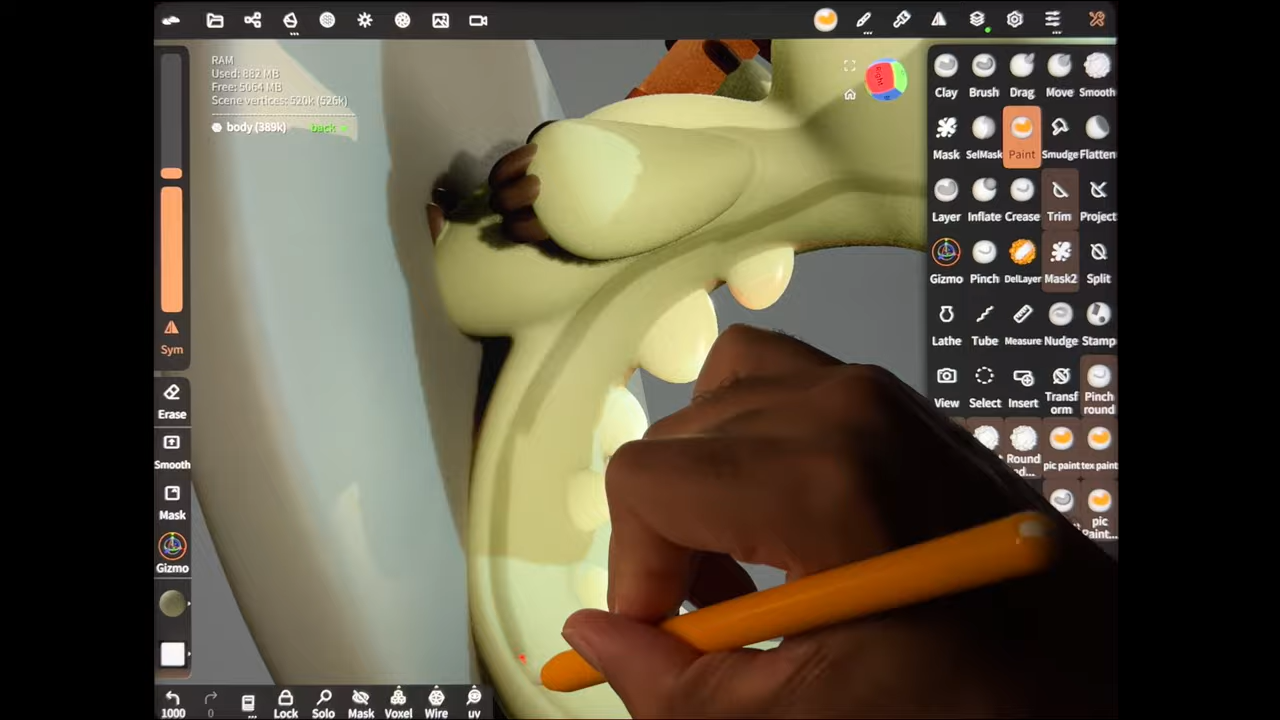 RAM
Used: 882 MB
Free: 5064 MB
Scene vertices: 520k (526k)
body (389k) back
Right
Clay Brush Drag Move Smooth
Mask SelMask Paint Smudge Flatten
Layer Inflate Crease Trim Project
Gizmo Pinch DelLayer Mask2 Split
Lathe Tube Measure Nudge Stamp
View Select Insert Transf orm Pinch round
Round pic paint tex paint
pic Paint...
Sym
Erase
Smooth
Mask
Gizmo
1000 0 Lock Solo Mask Voxel Wire uv